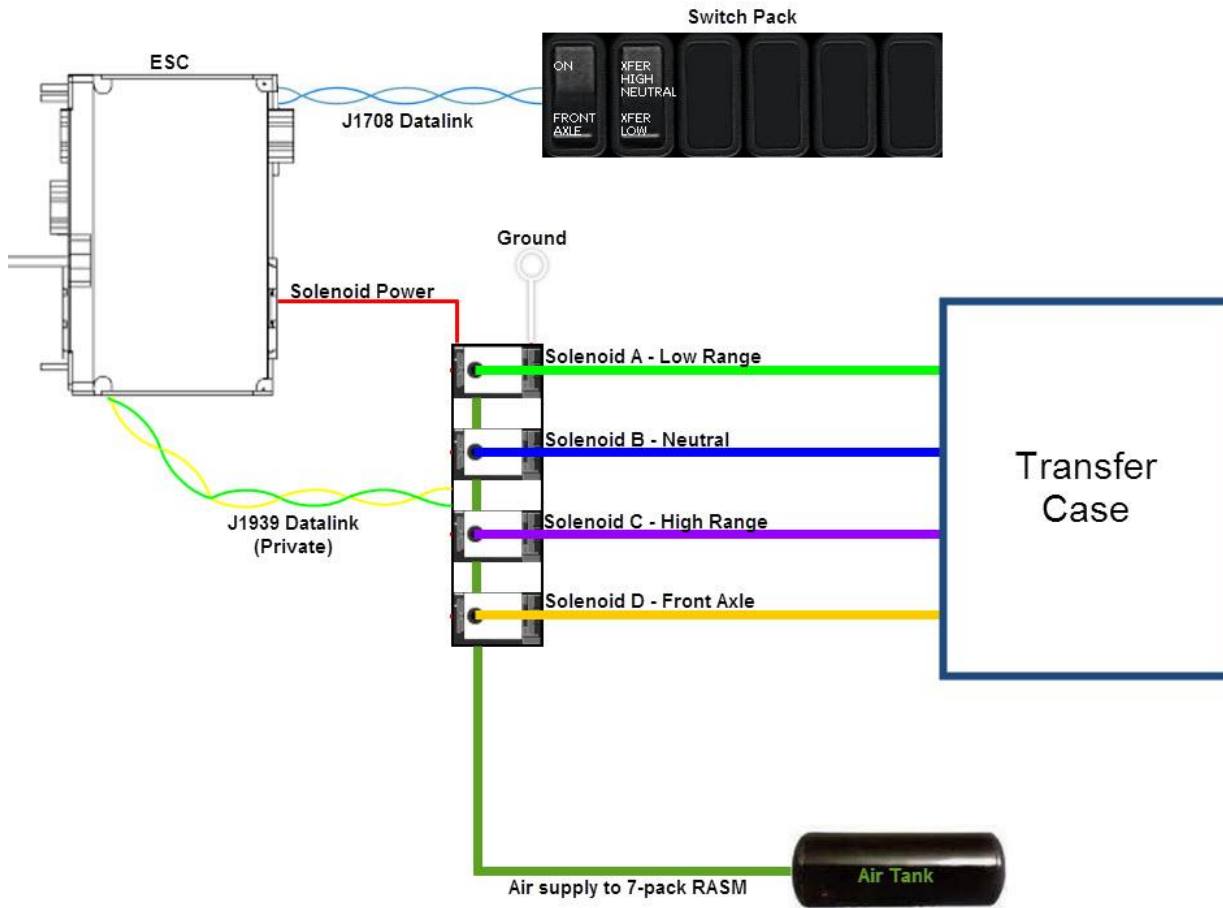 Switch Pack
ESC
ON
FRONT
AXLE
XFER
HIGH
NEUTRAL
XFER
LOW
J1708 Datalink
Ground
Solenoid Power
Solenoid A - Low Range
Solenoid B - Neutral
Solenoid C - High Range
Solenoid D - Front Axle
J1939 Datalink
(Private)
Transfer
Case
Air Tank
Air supply to 7-pack RASM